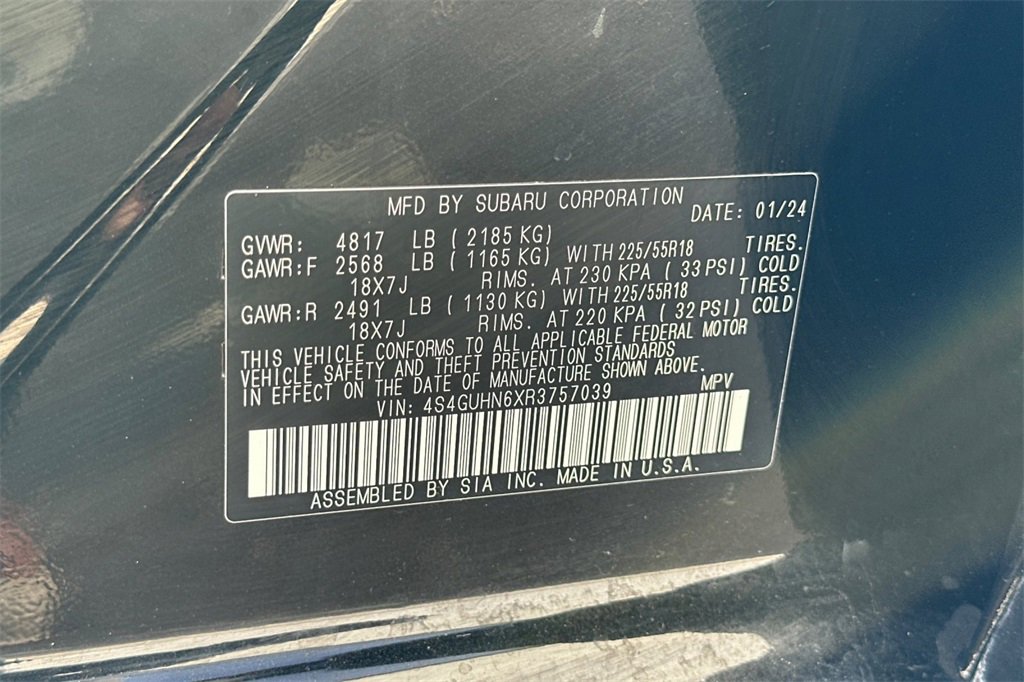 MFD BY SUBARU CORPORATION DATE: 01/24
GVWR: 4817 LB (2185 KG)
GAWR:F 2568 LB (1165 KG) WITH 225/55R18 TIRES.
18X7J RIMS. AT 230 KPA (33 PSI) COLD
GAWR:R 2491 LB (1130 KG) WITH 225/55R18 TIRES.
18X7J RIMS. AT 220 KPA (32 PSI) COLD
THIS VEHICLE CONFORMS TO ALL APPLICABLE FEDERAL MOTOR
VEHICLE SAFETY AND THEFT PREVENTION STANDARDS
IN EFFECT ON THE DATE OF MANUFACTURE SHOWN ABOVE.
VIN: 4S4GUHN6XR3757039 MPV
ASSEMBLED BY SIA INC. MADE IN U.S.A.